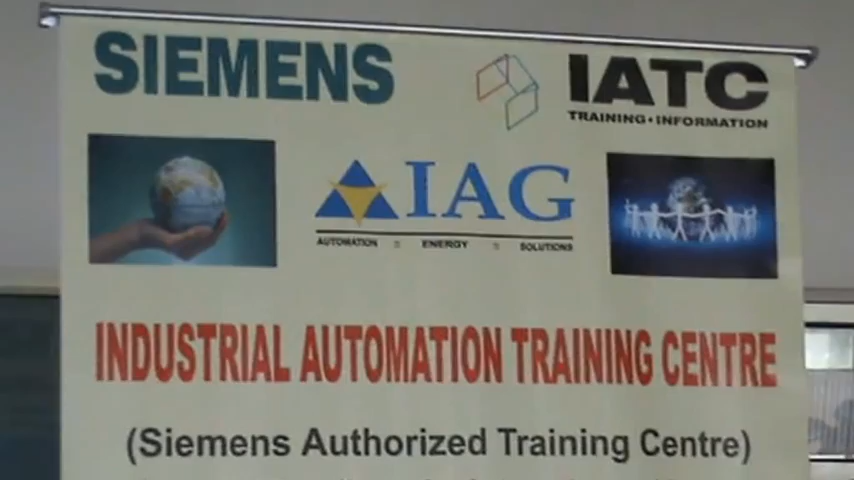 SIEMENS
IATC
TRAINING • INFORMATION
IAG
AUTOMATION :: ENERGY :: SOLUTIONS
INDUSTRIAL AUTOMATION TRAINING CENTRE
(Siemens Authorized Training Centre)